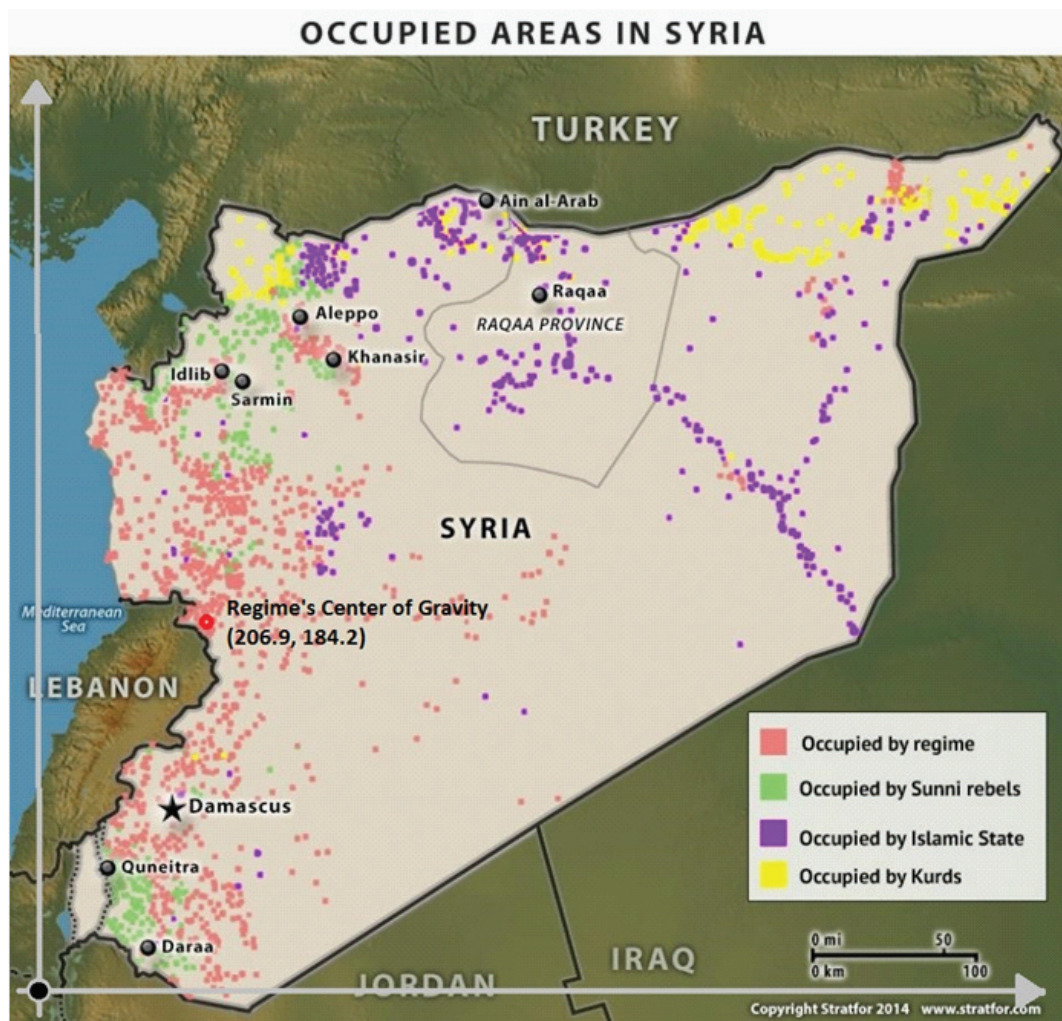 OCCUPIED AREAS IN SYRIA
TURKEY
Ain al-Arab
Raqaa
RAQAA PROVINCE
Aleppo
Khanasir
Idlib
Sarmin
SYRIA
Mediterranean
Sea
Regime's Center of Gravity
(206.9, 184.2)
LEBANON
Occupied by regime
Occupied by Sunni rebels
Occupied by Islamic State
Occupied by Kurds
Damascus
Quneitra
Daraa
JORDAN
IRAQ
0 mi 50
0 km 100
Copyright Stratfor 2014 www.stratfor.com